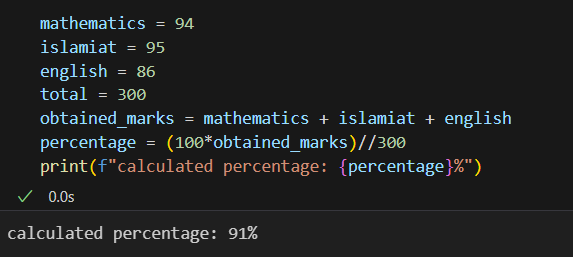 mathematics = 94
islamiat = 95
english = 86
total = 300
obtained_marks = mathematics + islamiat + english
percentage = (100*obtained_marks)//300
print(f"calculated percentage: {percentage}%")
✓ 0.0s
calculated percentage: 91%